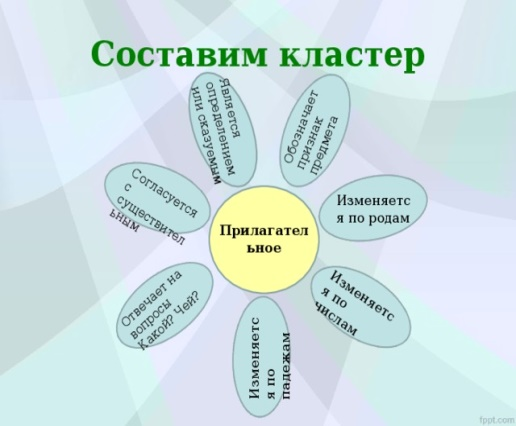 Составим кластер
Является
определением
или сказуемым
Обозначает
признак
предмета
Согласуется
с
существител
ьным
Изменяетс
я по родам
Прилагател
ьное
Отвечает на
вопросы
Какой? Чей?
Изменяетс
я по
числам
Изменяетс
я по
падежам
fppt.com